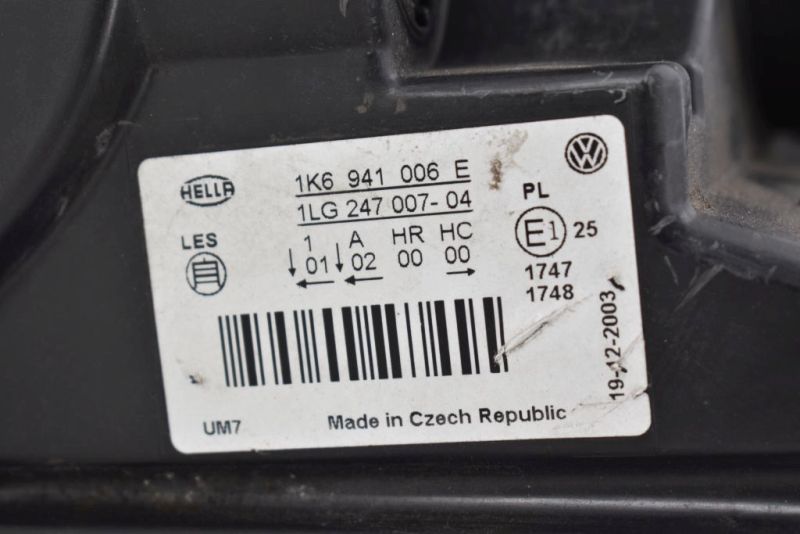 HELLA
1K6 941 006 E
1LG 247 007-04
LES
1 A HR HC
↓01 ↓02 00 00
← ← →
VW
PL
E1 25
1747
1748
19-12-2003
UM7
Made in Czech Republic